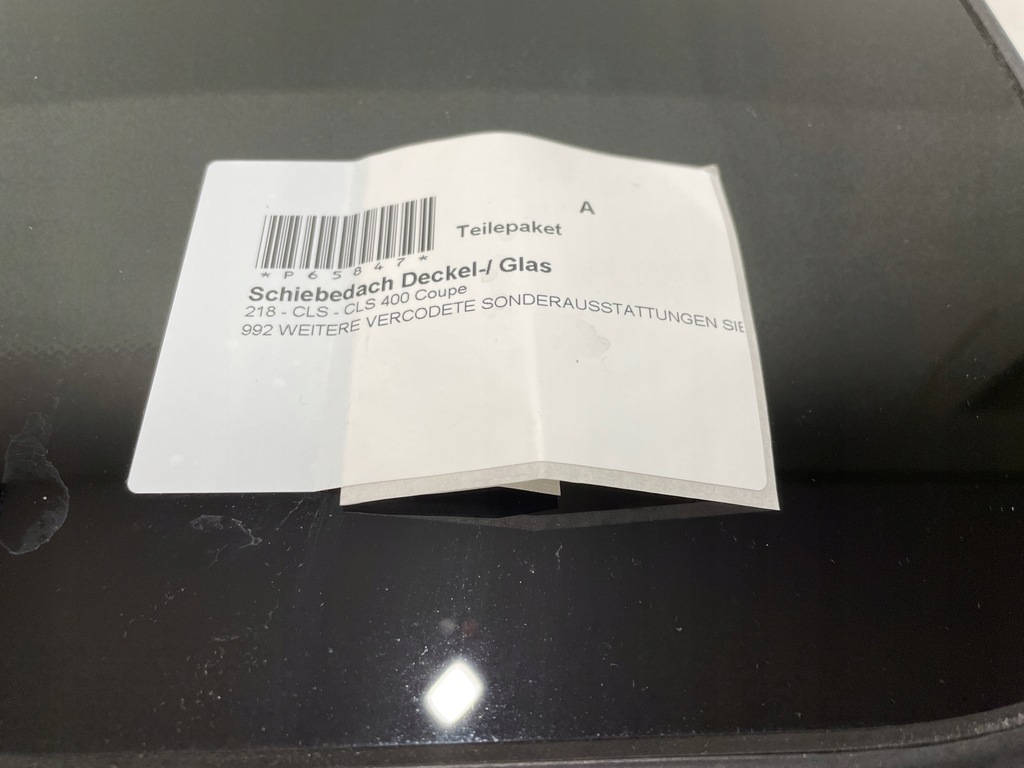 A
Teilepaket
*P65847*
Schiebedach Deckel-/ Glas
218 - CLS - CLS 400 Coupe
992 WEITERE VERCODETE SONDERAUSSTATTUNGEN SIE